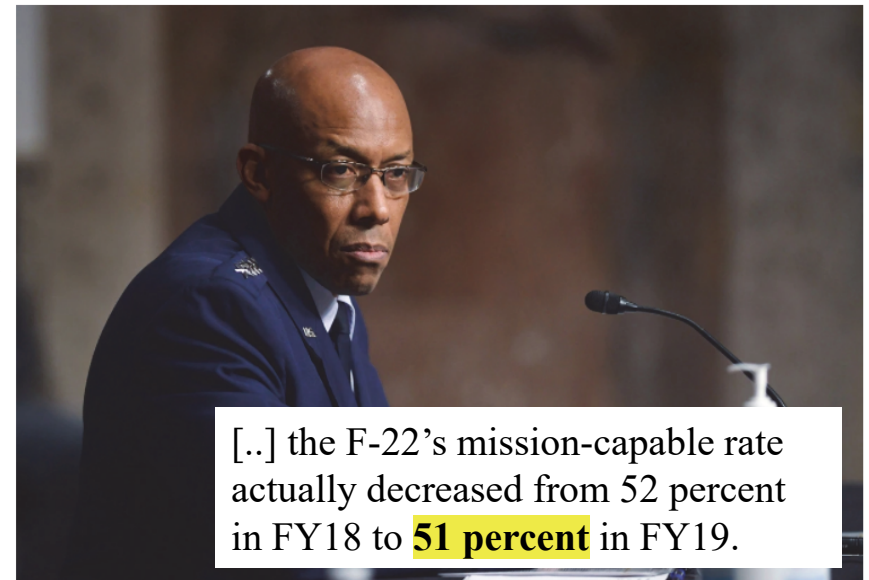 [..] the F-22’s mission-capable rate
actually decreased from 52 percent
in FY18 to 51 percent in FY19.